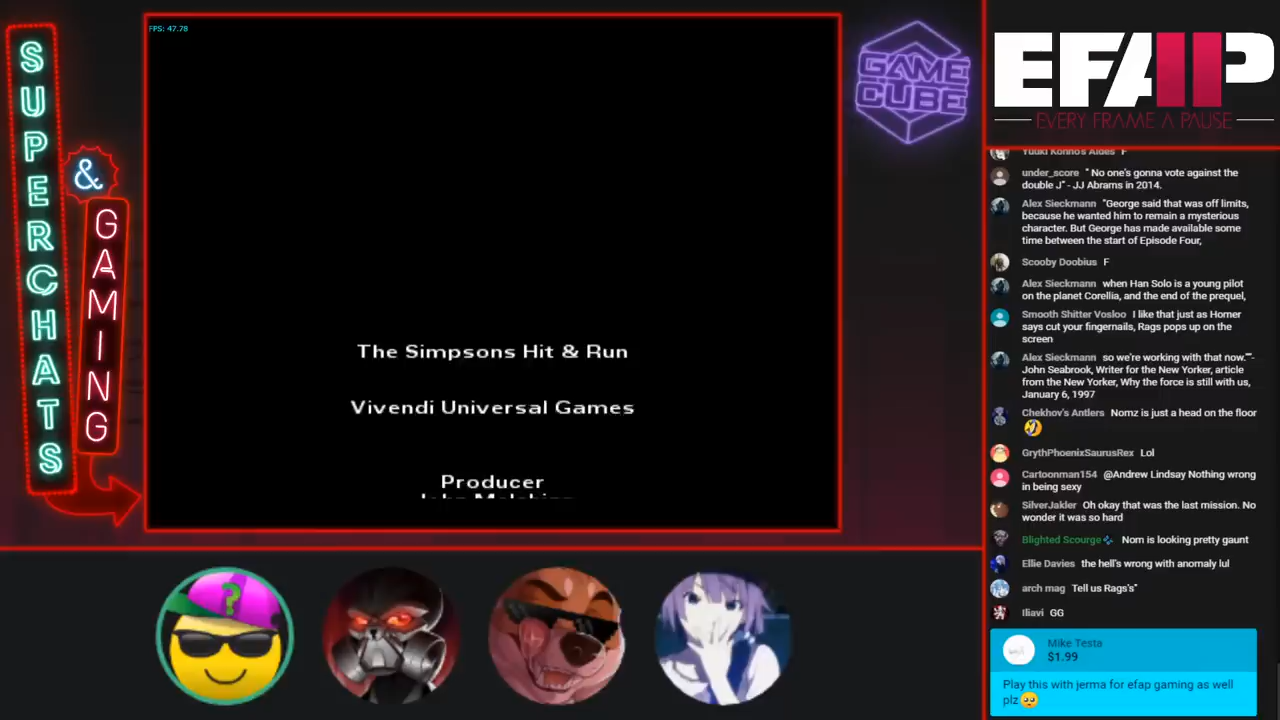 FPS: 47.78
SUPERCHATS
&
GAMING
GAME
CUBE
The Simpsons Hit & Run
Vivendi Universal Games
Producer
EFAP
EVERY FRAME A PAUSE
Yuuki Konno's Aides F
under_score " No one's gonna vote against the
double J" - JJ Abrams in 2014.
Alex Sieckmann "George said that was off limits,
because he wanted him to remain a mysterious
character. But George has made available some
time between the start of Episode Four,
Scooby Doobius F
Alex Sieckmann when Han Solo is a young pilot
on the planet Corellia, and the end of the prequel,
Smooth Shitter Vosloo I like that just as Homer
says cut your fingernails, Rags pops up on the
screen
Alex Sieckmann so we're working with that now.""-
John Seabrook, Writer for the New Yorker, article
from the New Yorker, Why the force is still with us,
January 6, 1997
Chekhov's Antlers Nomz is just a head on the floor
🤣
GrythPhoenixSaurusRex Lol
Cartoonman154 @Andrew Lindsay Nothing wrong
in being sexy
SilverJakler Oh okay that was the last mission. No
wonder it was so hard
Blighted Scourge Nom is looking pretty gaunt
Ellie Davies the hell's wrong with anomaly lul
arch mag Tell us Rags's"
Iliavi GG
Mike Testa
$1.99
Play this with jerma for efap gaming as well
plz🥺
?